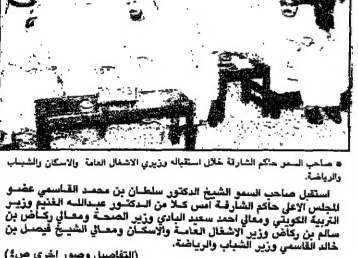 ● صاحب السمو حاكم الشارقة خلال استقباله وزيري الاشغال العامة والاسكان والشباب
والرياضة.
استقبل صاحب السمو الشيخ الدكتور سلطان بن محمد القاسمي عضو
المجلس الاعلى حاكم الشارقة امس كلا من الدكتور عبدالله الغنيم وزير
التربية الكويتي ومعالي احمد سعيد البادي وزير الصحة ومعالي ركاض بن
سالم بن ركاض وزير الاشغال العامة والاسكان ومعالي الشيخ فيصل بن
خالد القاسمي وزير الشباب والرياضة.
(التفاصيل وصور اخرى ص٤)